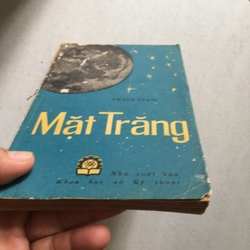 Mặt Trăng
Nhà xuất bản
Khoa học và Kỹ thuật